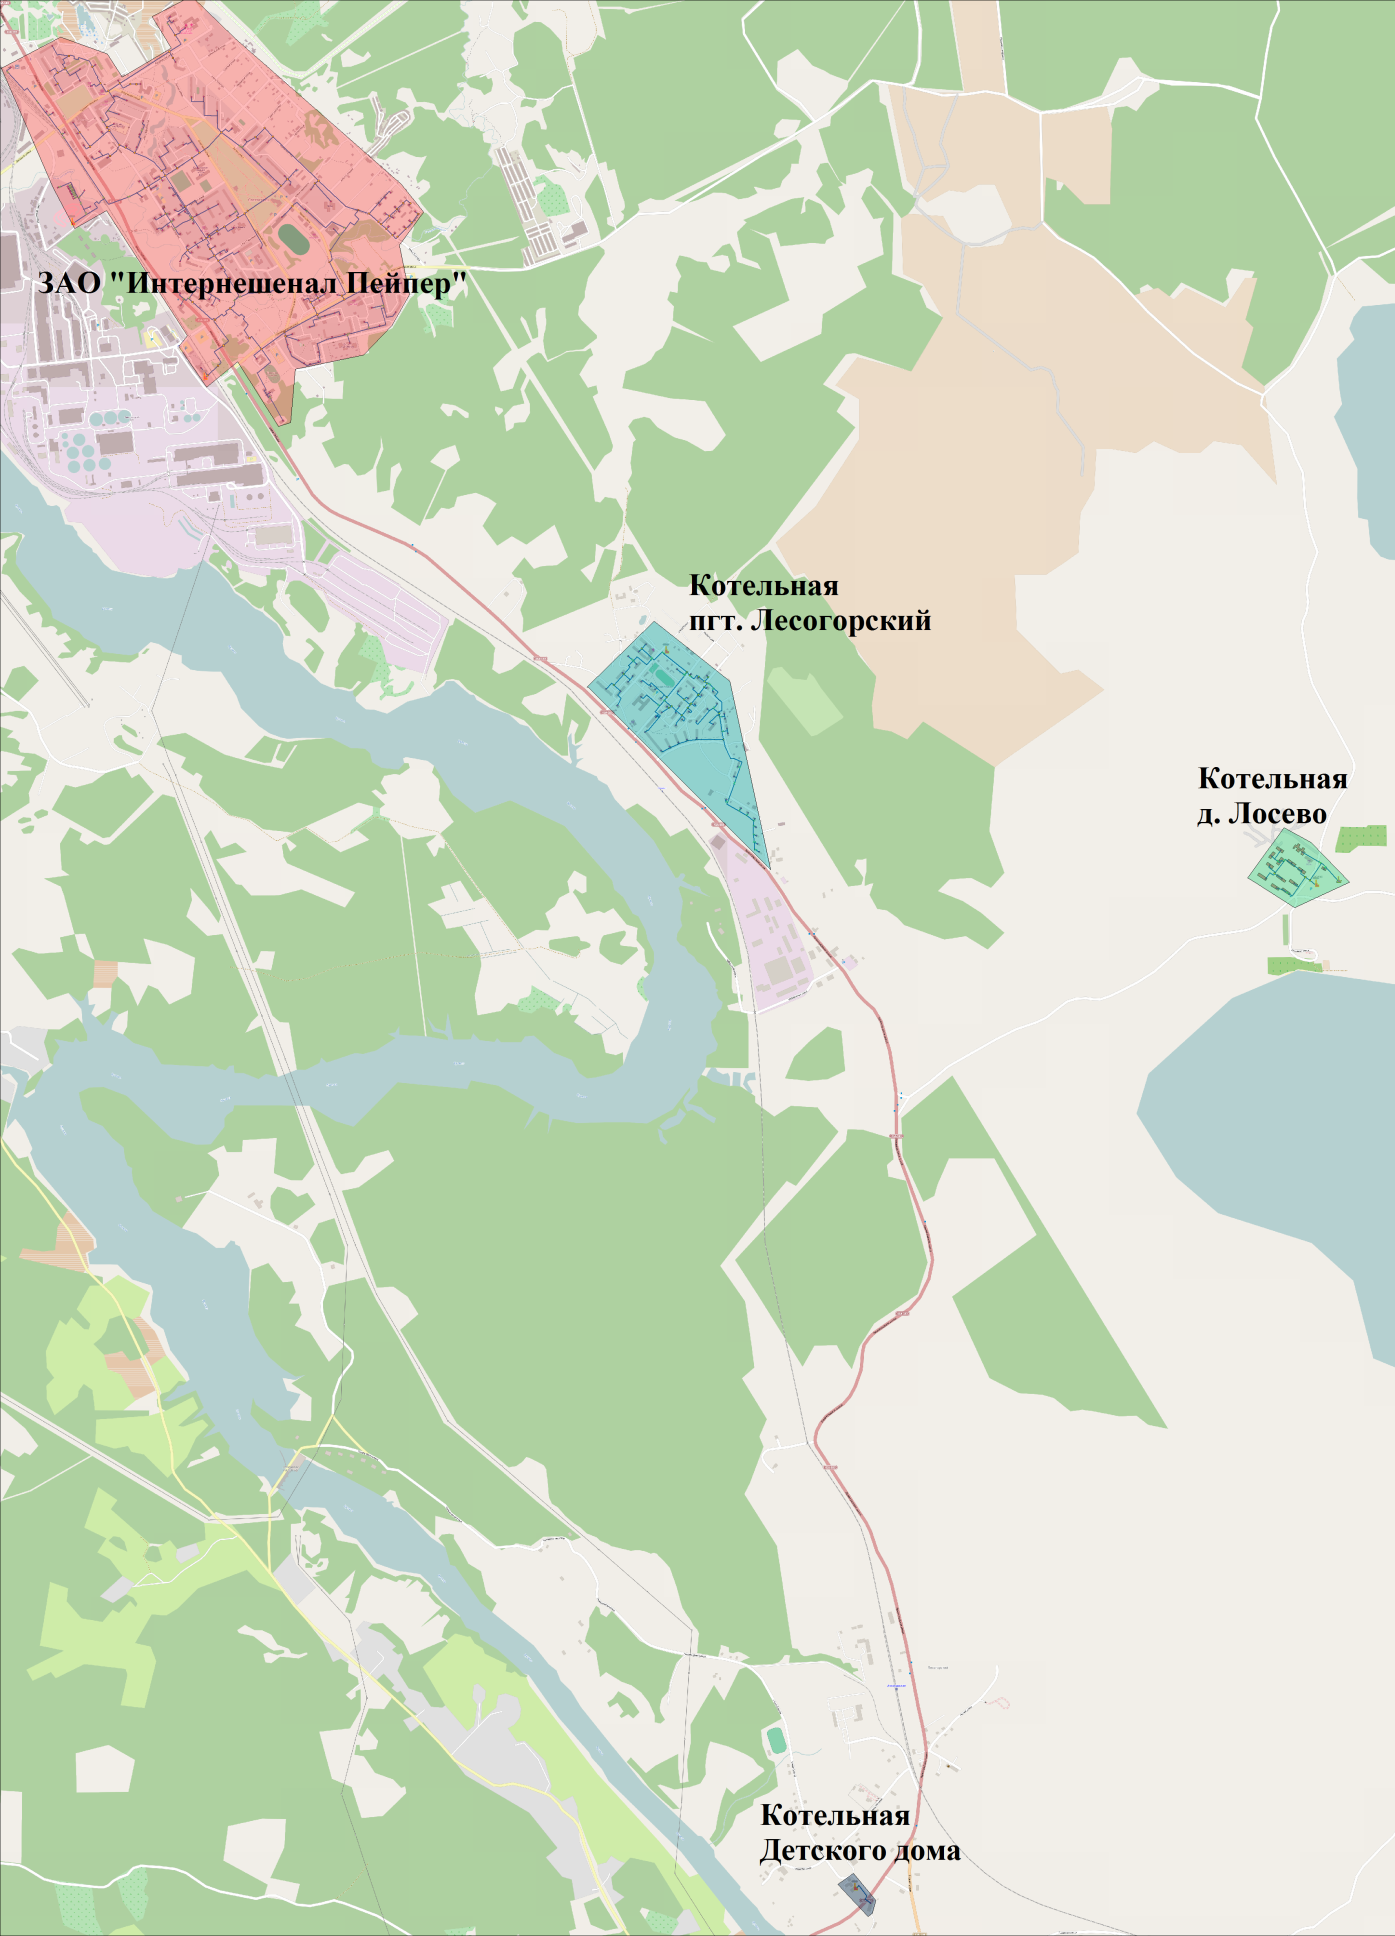 ЗАО "Интернешенал Пейпер"
Котельная
пгт. Лесогорский
Котельная
д. Лосево
Котельная
Детского дома